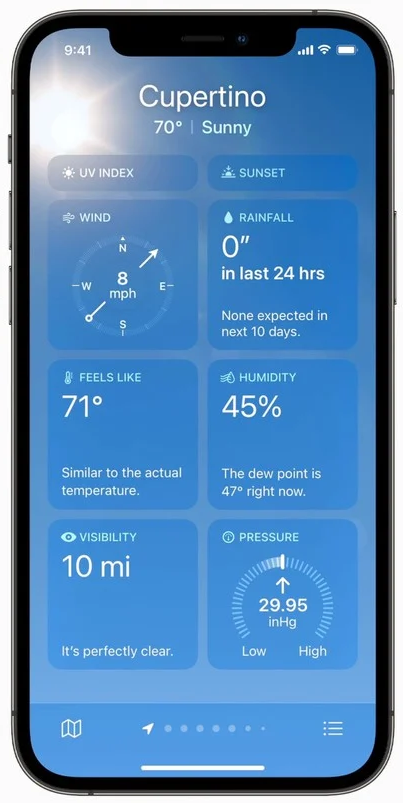 9:41
Cupertino
70° | Sunny
UV INDEX
SUNSET
WIND
N
W
8
mph
E
S
RAINFALL
0”
in last 24 hrs
None expected in
next 10 days.
FEELS LIKE
71°
Similar to the actual
temperature.
HUMIDITY
45%
The dew point is
47° right now.
VISIBILITY
10 mi
It’s perfectly clear.
PRESSURE
29.95
inHg
Low High